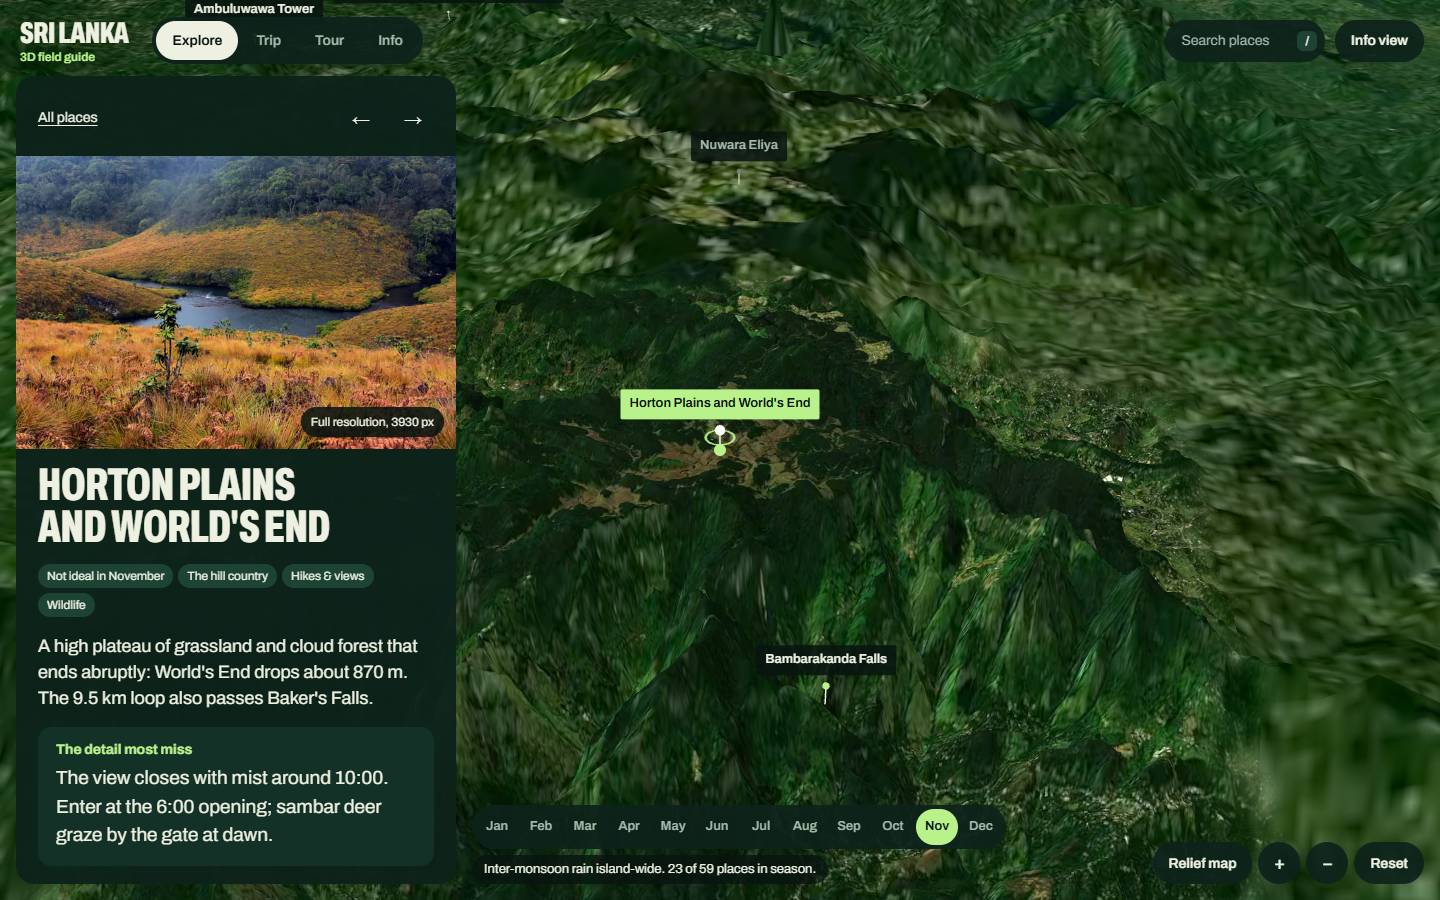 Ambuluwawa Tower
SRI LANKA
3D field guide
Explore
Trip
Tour
Info
Search places
/
Info view
All places
← →
Full resolution, 3930 px
HORTON PLAINS
AND WORLD'S END
Not ideal in November
The hill country
Hikes & views
Wildlife
A high plateau of grassland and cloud forest that
ends abruptly: World's End drops about 870 m.
The 9.5 km loop also passes Baker's Falls.
The detail most miss
The view closes with mist around 10:00.
Enter at the 6:00 opening; sambar deer
graze by the gate at dawn.
Nuwara Eliya
Horton Plains and World's End
Bambarakanda Falls
Jan Feb Mar Apr May Jun Jul Aug Sep Oct Nov Dec
Inter-monsoon rain island-wide. 23 of 59 places in season.
Relief map
+
−
Reset